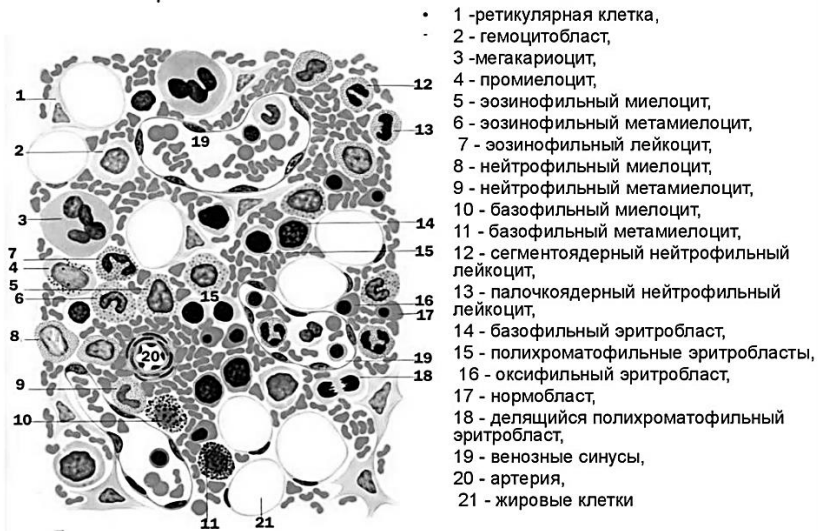 1 -ретикулярная клетка,
2 - гемоцитобласт,
3 -мегакариоцит,
4 - промиелоцит,
5 - эозинофильный миелоцит,
6 - эозинофильный метамиелоцит,
7 - эозинофильный лейкоцит,
8 - нейтрофильный миелоцит,
9 - нейтрофильный метамиелоцит,
10 - базофильный миелоцит,
11 - базофильный метамиелоцит,
12 - сегментоядерный нейтрофильный
лейкоцит,
13 - палочкоядерный нейтрофильный
лейкоцит,
14 - базофильный эритробласт,
15 - полихроматофильные эритробласты,
16 - оксифильный эритробласт,
17 - нормобласт,
18 - делящийся полихроматофильный
эритробласт,
19 - венозные синусы,
20 - артерия,
21 - жировые клетки
1
2
3
7
4
5
6
8
9
10
11
21
19
15
20
12
13
14
15
16
17
19
18